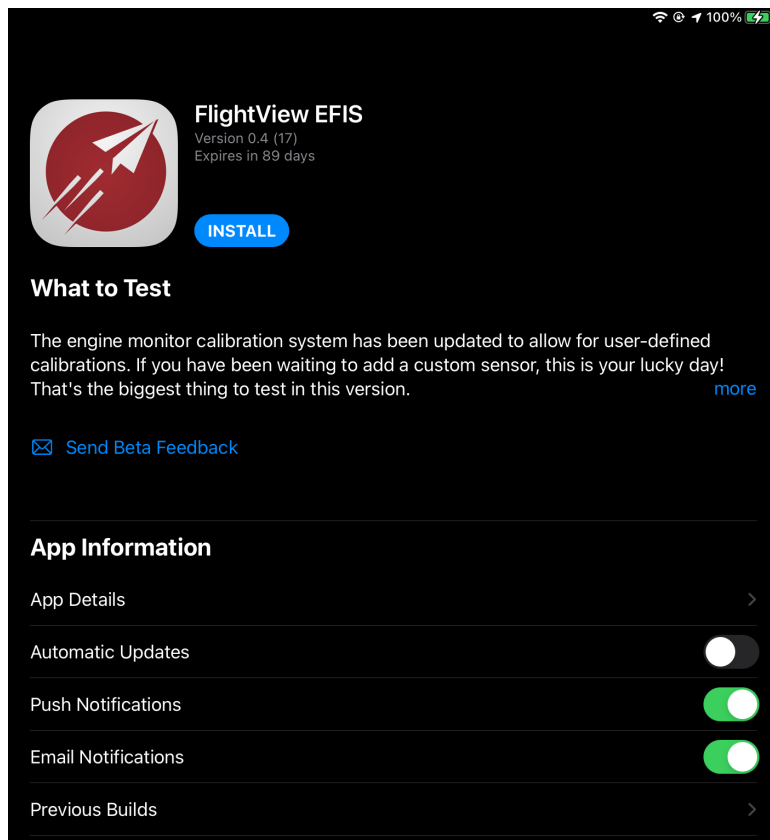 100%
FlightView EFIS
Version 0.4 (17)
Expires in 89 days
INSTALL
What to Test
The engine monitor calibration system has been updated to allow for user-defined
calibrations. If you have been waiting to add a custom sensor, this is your lucky day!
That's the biggest thing to test in this version.
more
Send Beta Feedback
App Information
App Details
Automatic Updates
Push Notifications
Email Notifications
Previous Builds